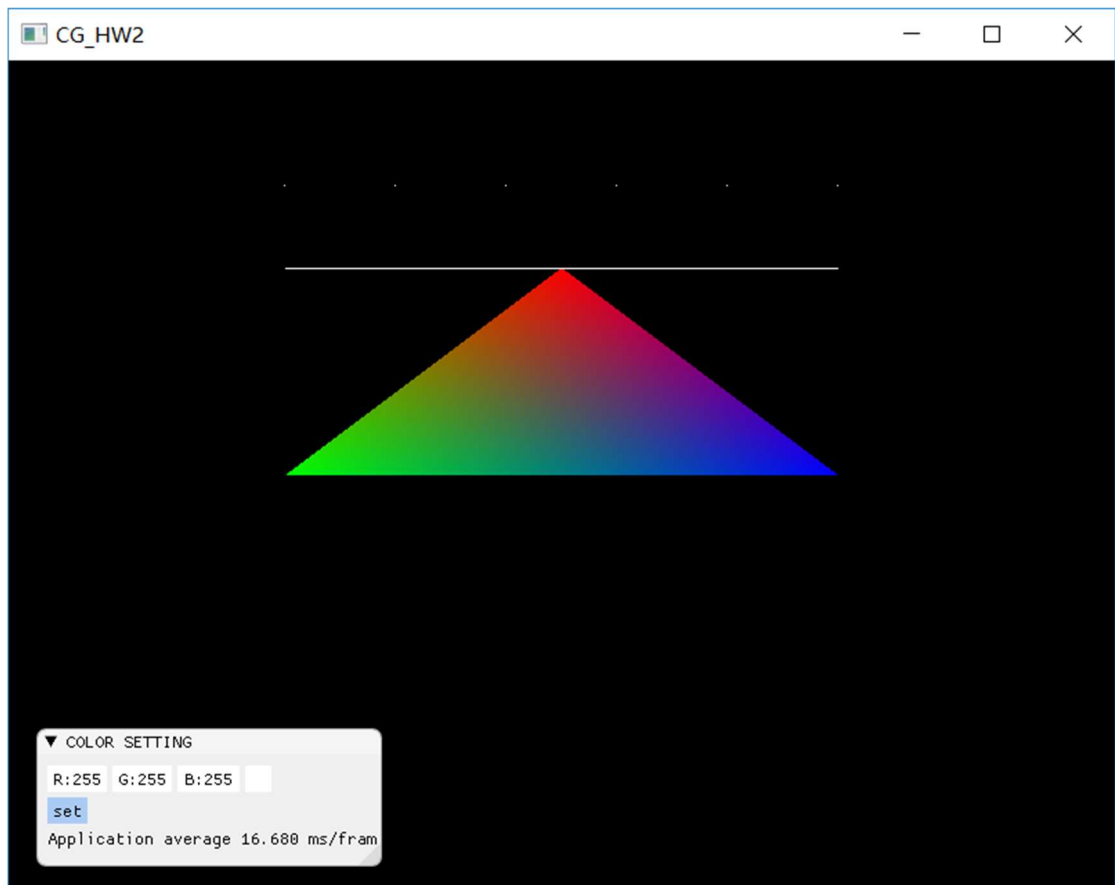 CG_HW2
COLOR SETTING
R:255 G:255 B:255
set
Application average 16.680 ms/fram